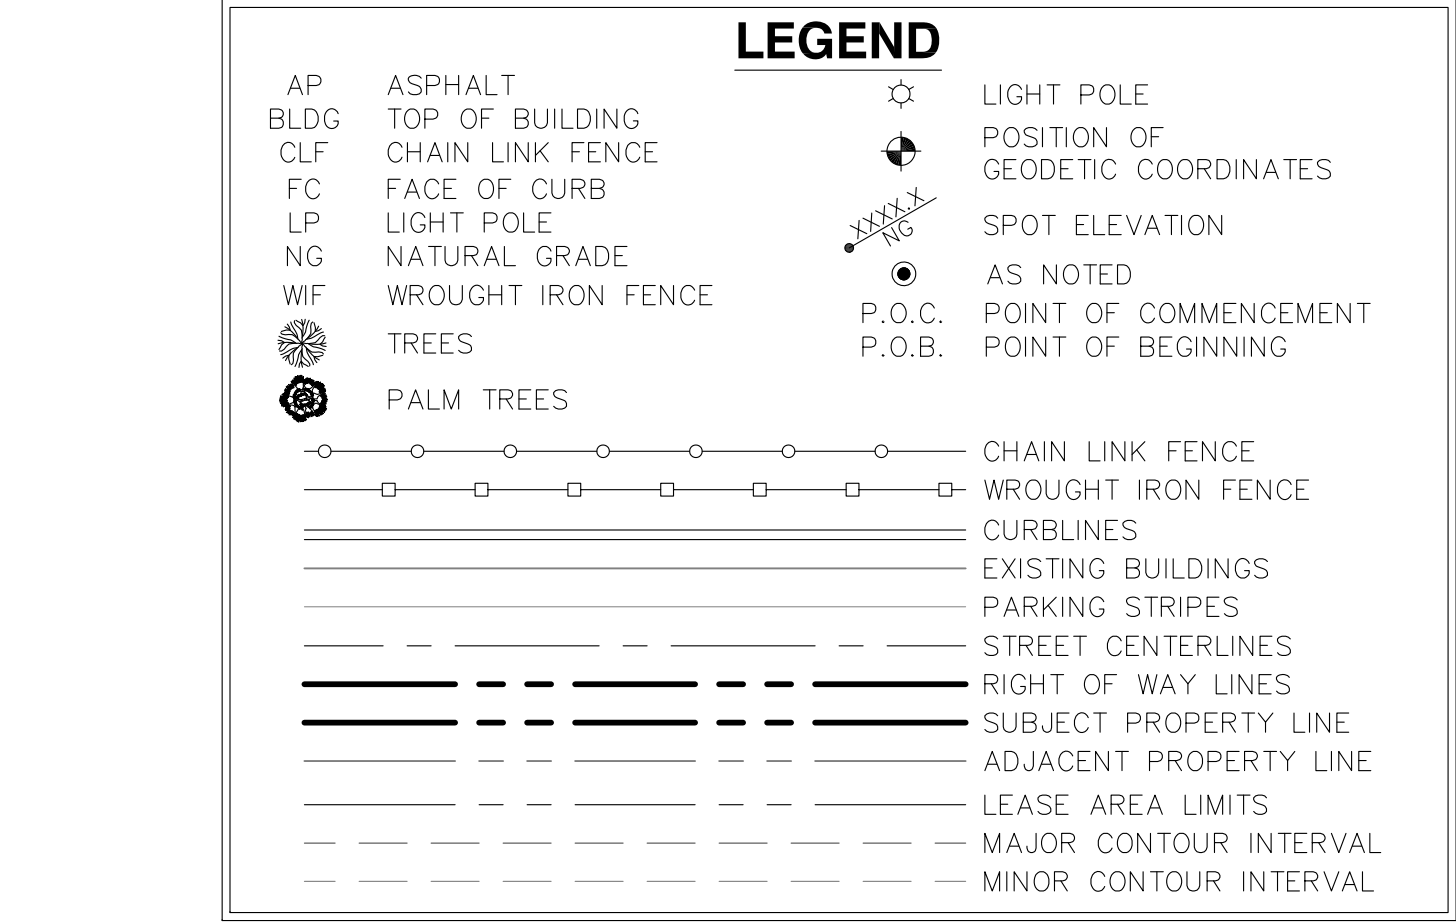 LEGEND
AP ASPHALT
BLDG TOP OF BUILDING
CLF CHAIN LINK FENCE
FC FACE OF CURB
LP LIGHT POLE
NG NATURAL GRADE
WIF WROUGHT IRON FENCE
TREES
PALM TREES
LIGHT POLE
POSITION OF
GEODETIC COORDINATES
XXXX.X
NG
SPOT ELEVATION
AS NOTED
P.O.C. POINT OF COMMENCEMENT
P.O.B. POINT OF BEGINNING
CHAIN LINK FENCE
WROUGHT IRON FENCE
CURBLINES
EXISTING BUILDINGS
PARKING STRIPES
STREET CENTERLINES
RIGHT OF WAY LINES
SUBJECT PROPERTY LINE
ADJACENT PROPERTY LINE
LEASE AREA LIMITS
MAJOR CONTOUR INTERVAL
MINOR CONTOUR INTERVAL